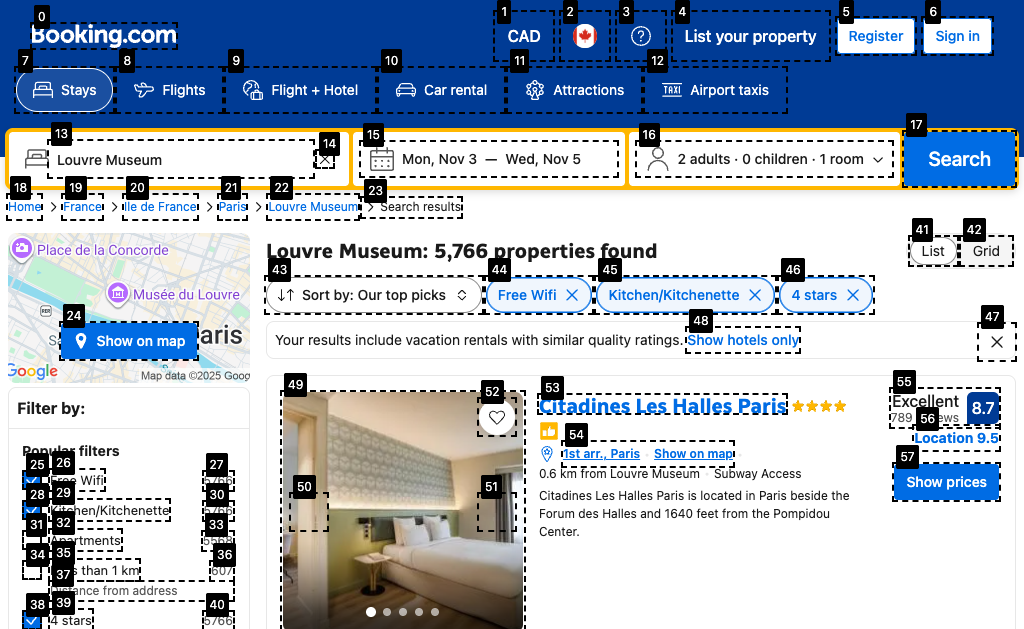 0
1
2
3
4
5
6
Booking.com
CAD
List your property
Register
Sign in
7
8
9
10
11
12
Stays
Flights
Flight + Hotel
Car rental
Attractions
Airport taxis
13
14
15
16
17
Louvre Museum
Mon, Nov 3 — Wed, Nov 5
2 adults · 0 children · 1 room
Search
18
19
20
21
22
23
Home
France
Ile de France
Paris
Louvre Museum
Search results
Place de la Concorde
Musée du Louvre
RER
24
Show on map
aris
Google
Map data ©2025 Goog
Louvre Museum: 5,766 properties found
41
42
List
Grid
43
44
45
46
Sort by: Our top picks
Free Wifi
Kitchen/Kitchenette
4 stars
47
48
Your results include vacation rentals with similar quality ratings.
Show hotels only
Filter by:
Popular filters
25
26
27
Free Wifi
5766
28
29
30
Kitchen/Kitchenette
5766
31
32
33
Apartments
5568
34
35
36
ss than 1 km
607
37
Distance from address
38
39
40
4 stars
5766
49
50
51
52
53
Citadines Les Halles Paris
54
1st arr., Paris
Show on map
0.6 km from Louvre Museum · Subway Access
Citadines Les Halles Paris is located in Paris beside the
Forum des Halles and 1640 feet from the Pompidou
Center.
55
Excellent
8.7
789
ews
56
Location 9.5
57
Show prices